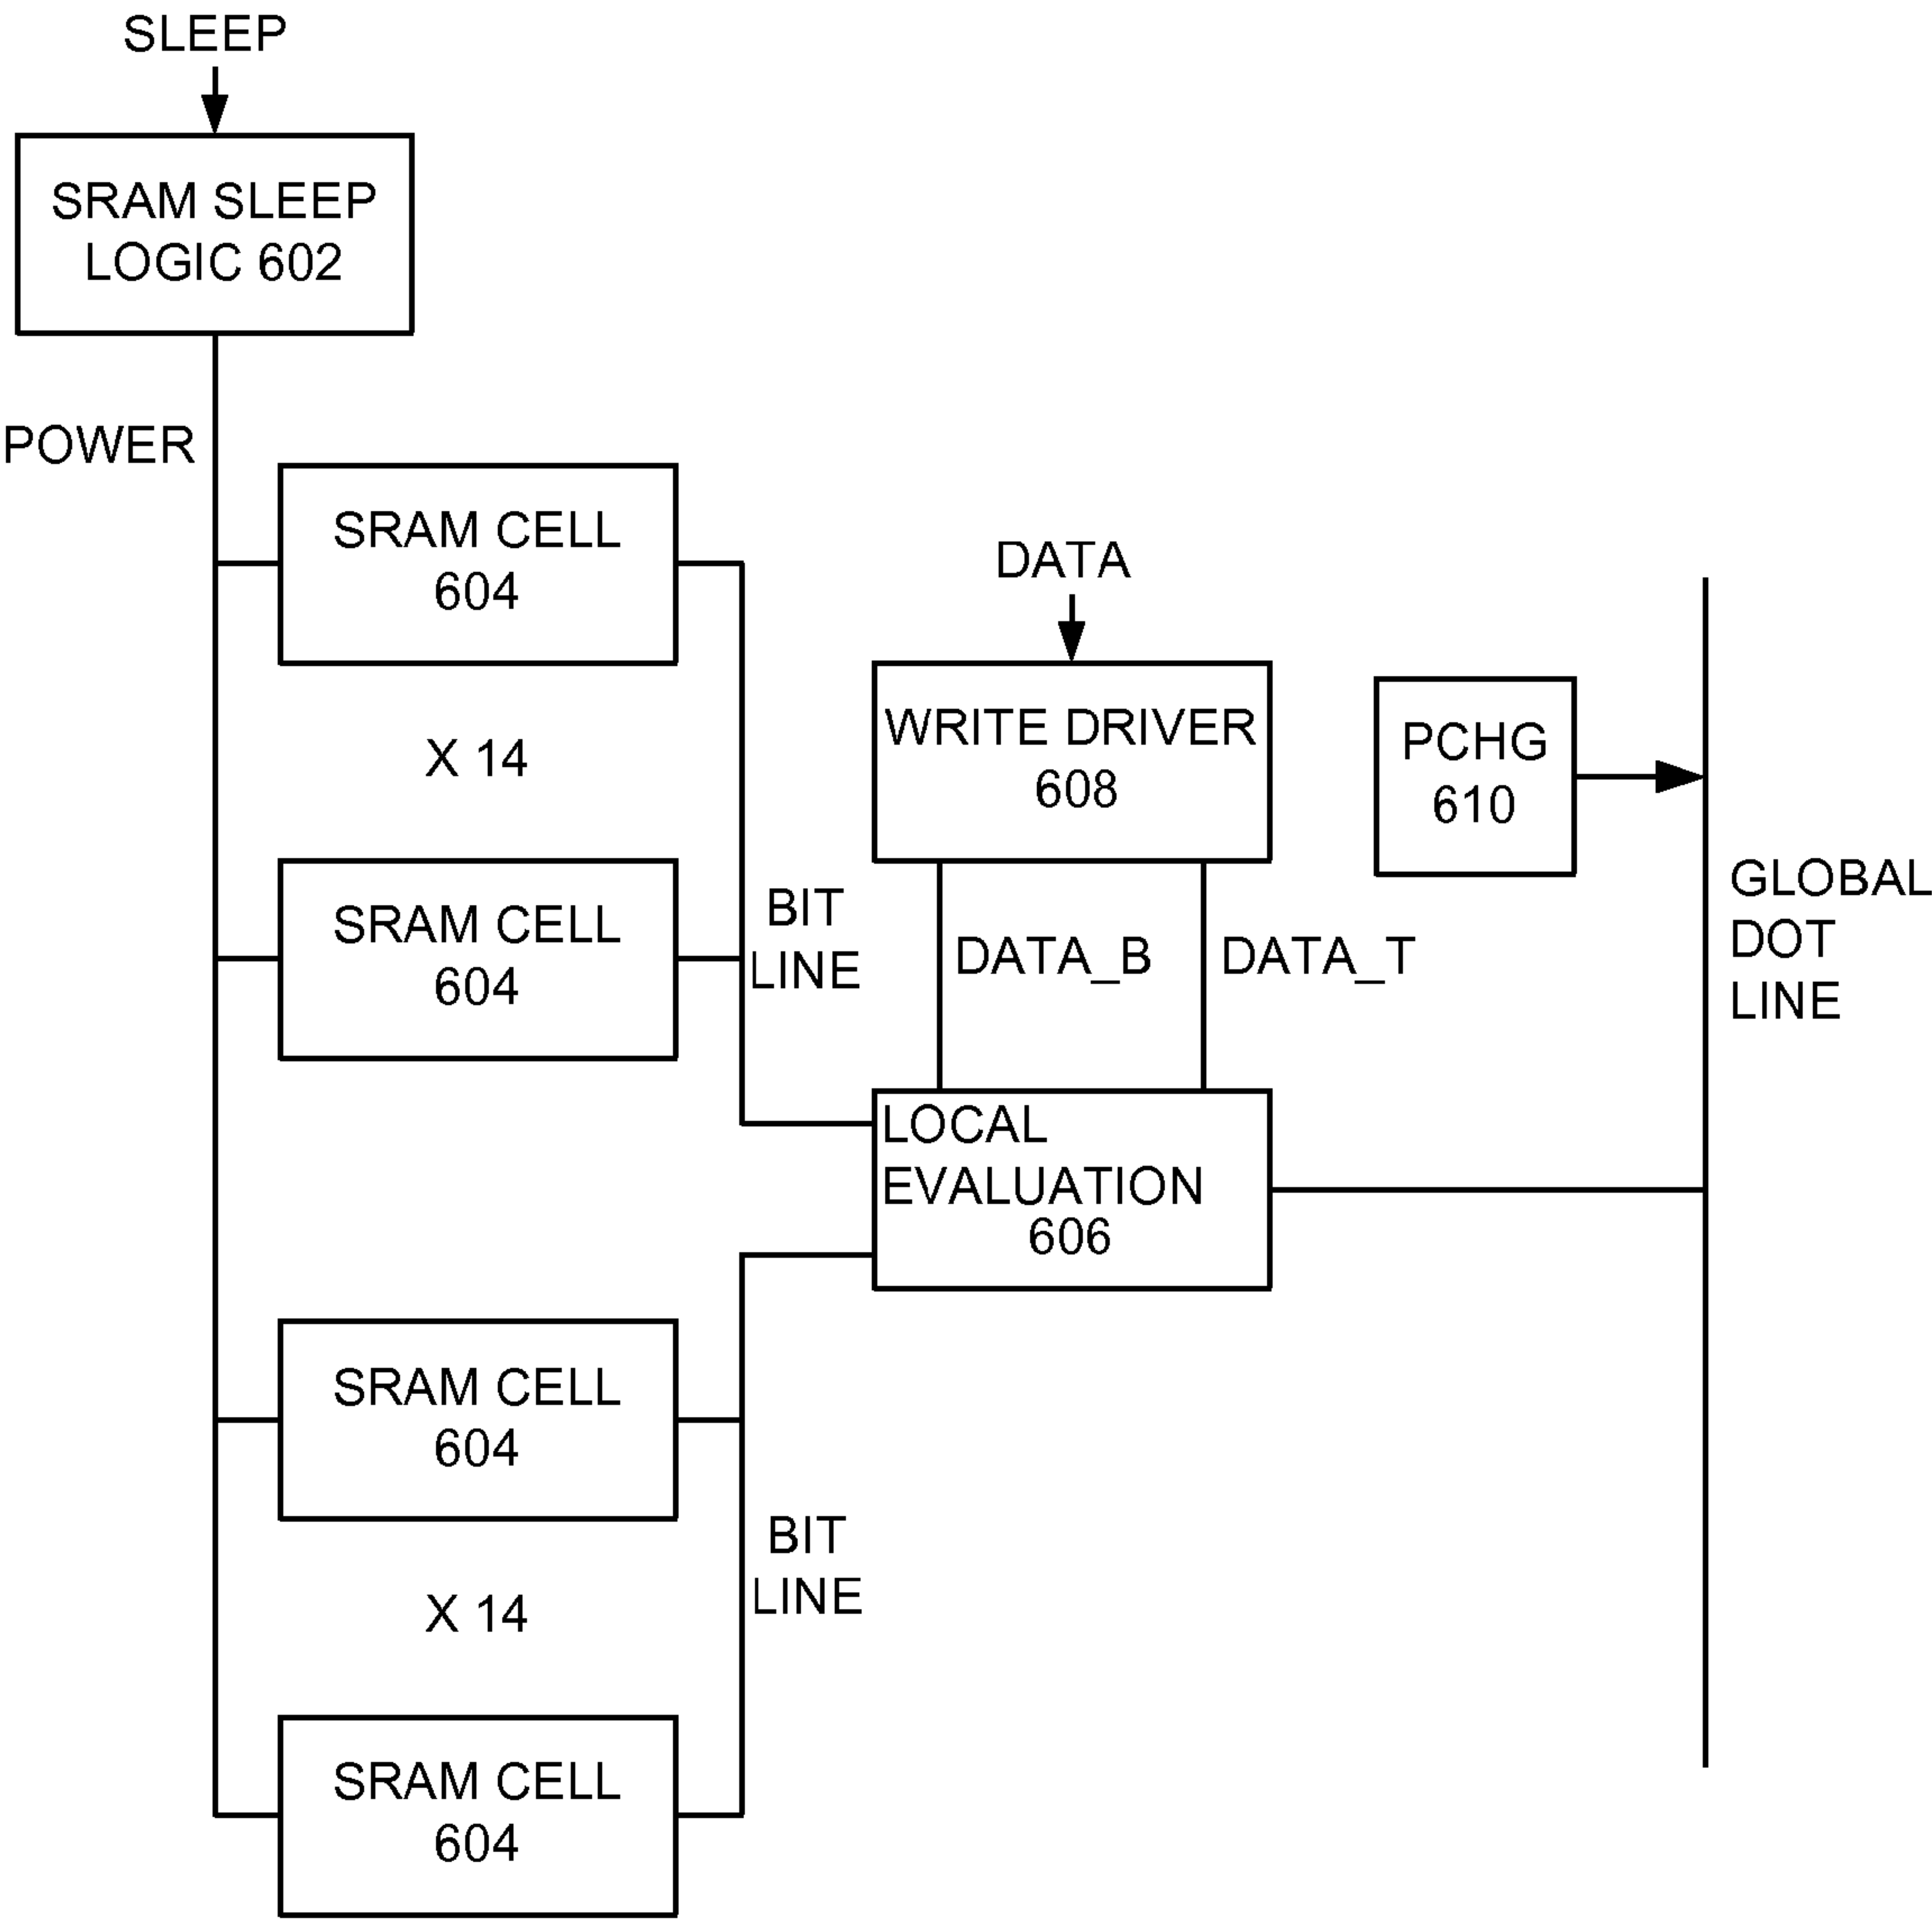 SLEEP
SRAM SLEEP
LOGIC 602
POWER
SRAM CELL
604
X 14
SRAM CELL
604
BIT
LINE
DATA
WRITE DRIVER
608
DATA_B
DATA_T
PCHG
610
GLOBAL
DOT
LINE
LOCAL
EVALUATION
606
SRAM CELL
604
X 14
BIT
LINE
SRAM CELL
604